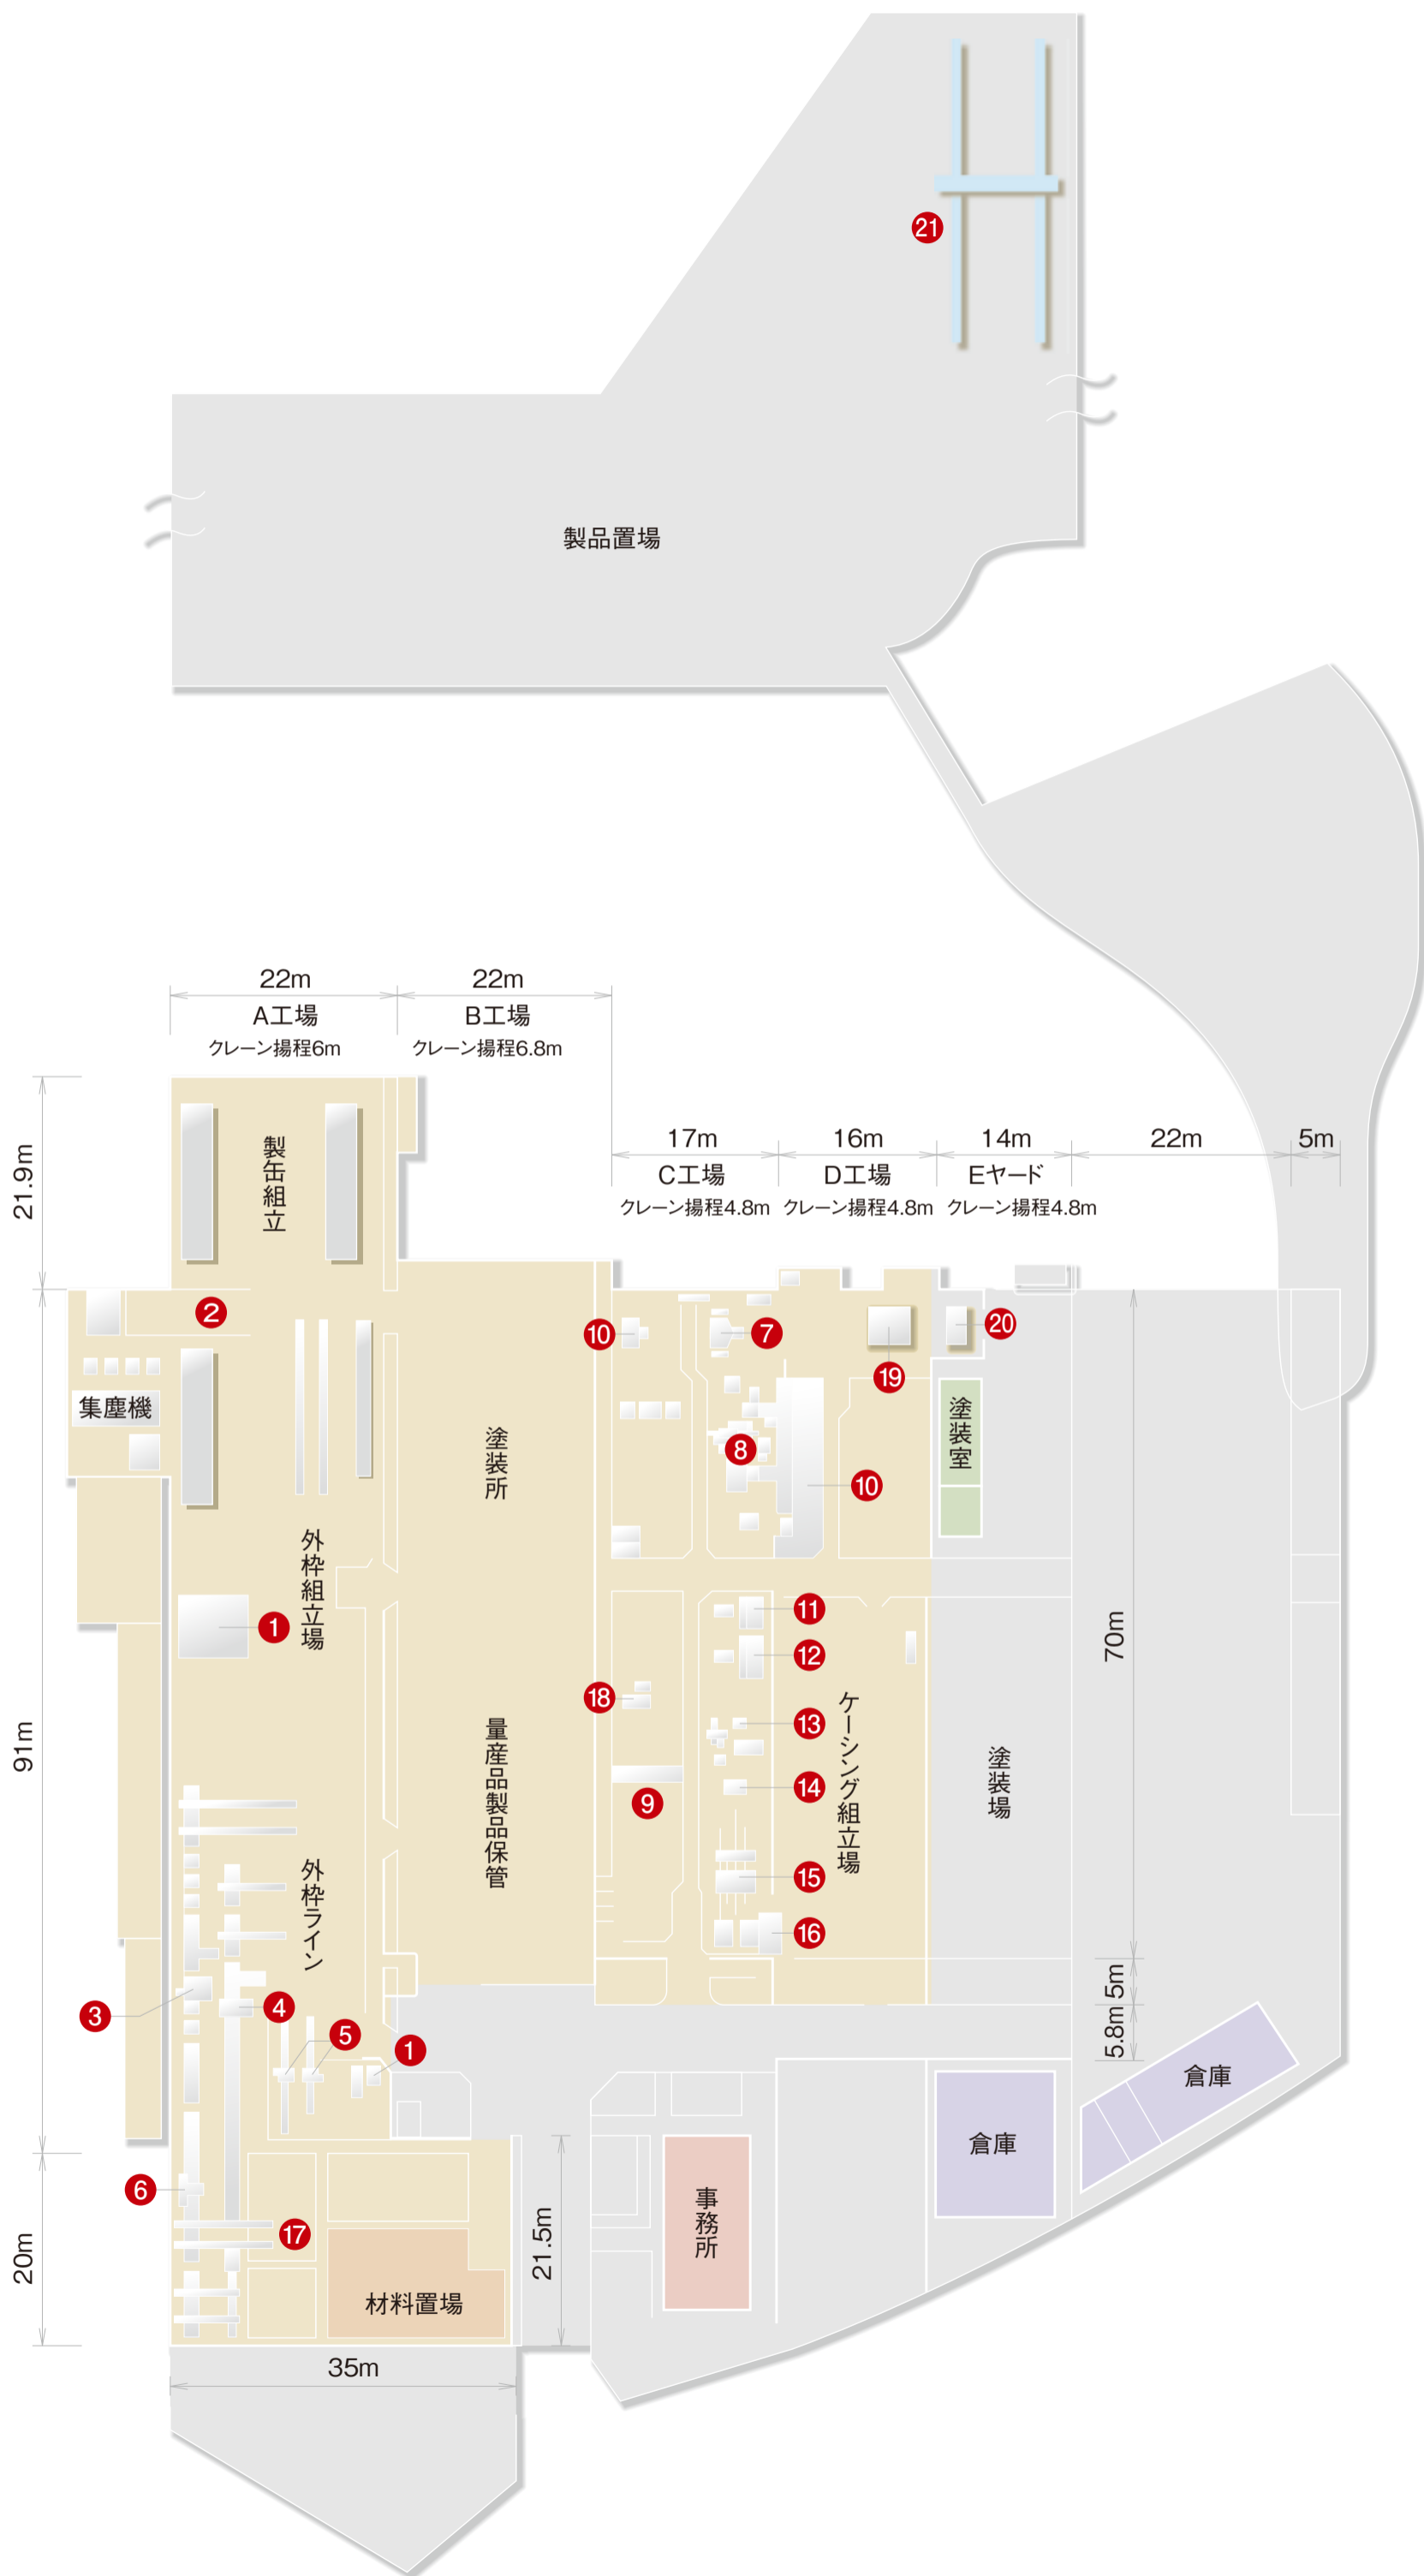 ㉑
製品置場
22m
22m
A工場
B工場
クレーン揚程6m
クレーン揚程6.8m
17m
16m
14m
22m
5m
C工場
D工場
Eヤード
クレーン揚程4.8m
クレーン揚程4.8m
クレーン揚程4.8m
21.9m
製缶組立
②
⑩
⑦
⑲
⑳
集塵機
塗装所
⑧
⑩
塗装室
外枠組立場
①
⑪
⑫
70m
⑱
91m
量産品製品保管
⑬
ケーシング組立場
塗装場
⑭
⑨
外枠ライン
⑮
⑯
③
④
⑤
①
5m
5.8m
倉庫
倉庫
⑥
⑰
事務所
20m
21.5m
材料置場
35m